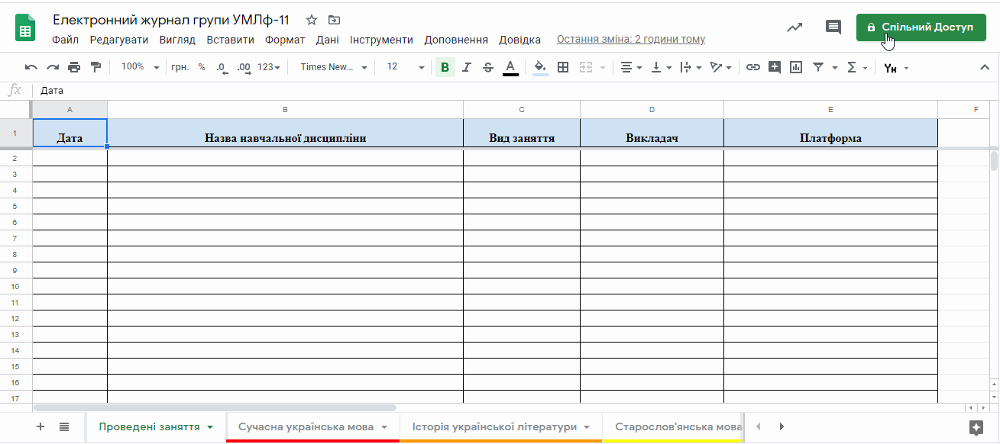 Електронний журнал групи УМЛф-11
Файл Редагувати Вигляд Вставити Формат Дані Інструменти Доповнення Довідка Остання зміна: 2 години тому
Спільний Доступ
100% грн. % .0 .00 123 Times New... 12 B I S A Σ Үн
fx Дата
A B C D E F
1 Дата Назва навчальної дисципліни Вид заняття Викладач Платформа
2
3
4
5
6
7
8
9
10
11
12
13
14
15
16
17
+ Проведені заняття Сучасна українська мова Історія української літератури Старослов'янська мова